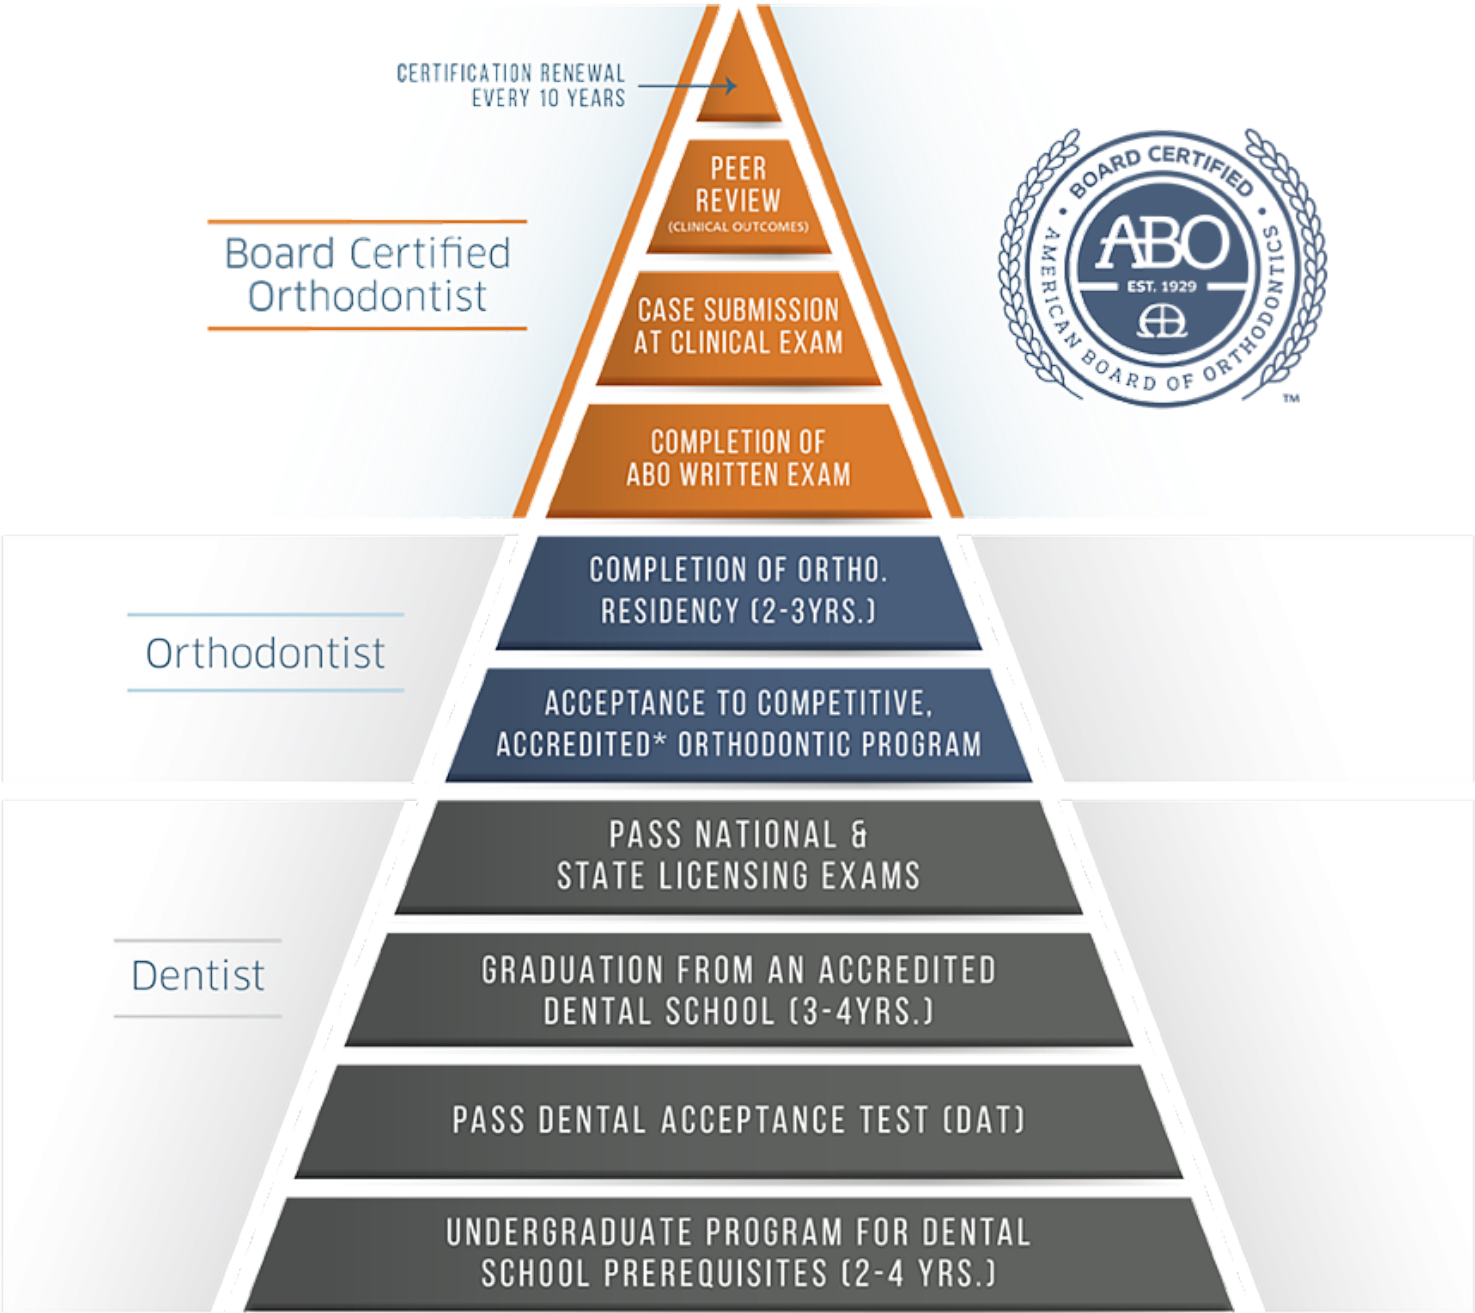 CERTIFICATION RENEWAL
EVERY 10 YEARS
PEER
REVIEW
(CLINICAL OUTCOMES)
Board Certified
Orthodontist
CASE SUBMISSION
AT CLINICAL EXAM
COMPLETION OF
ABO WRITTEN EXAM
BOARD CERTIFIED
ABO
EST. 1929
AMERICAN BOARD OF ORTHODONTICS
TM
COMPLETION OF ORTHO.
RESIDENCY (2-3YRS.)
Orthodontist
ACCEPTANCE TO COMPETITIVE,
ACCREDITED* ORTHODONTIC PROGRAM
PASS NATIONAL &
STATE LICENSING EXAMS
Dentist
GRADUATION FROM AN ACCREDITED
DENTAL SCHOOL (3-4YRS.)
PASS DENTAL ACCEPTANCE TEST (DAT)
UNDERGRADUATE PROGRAM FOR DENTAL
SCHOOL PREREQUISITES (2-4 YRS.)